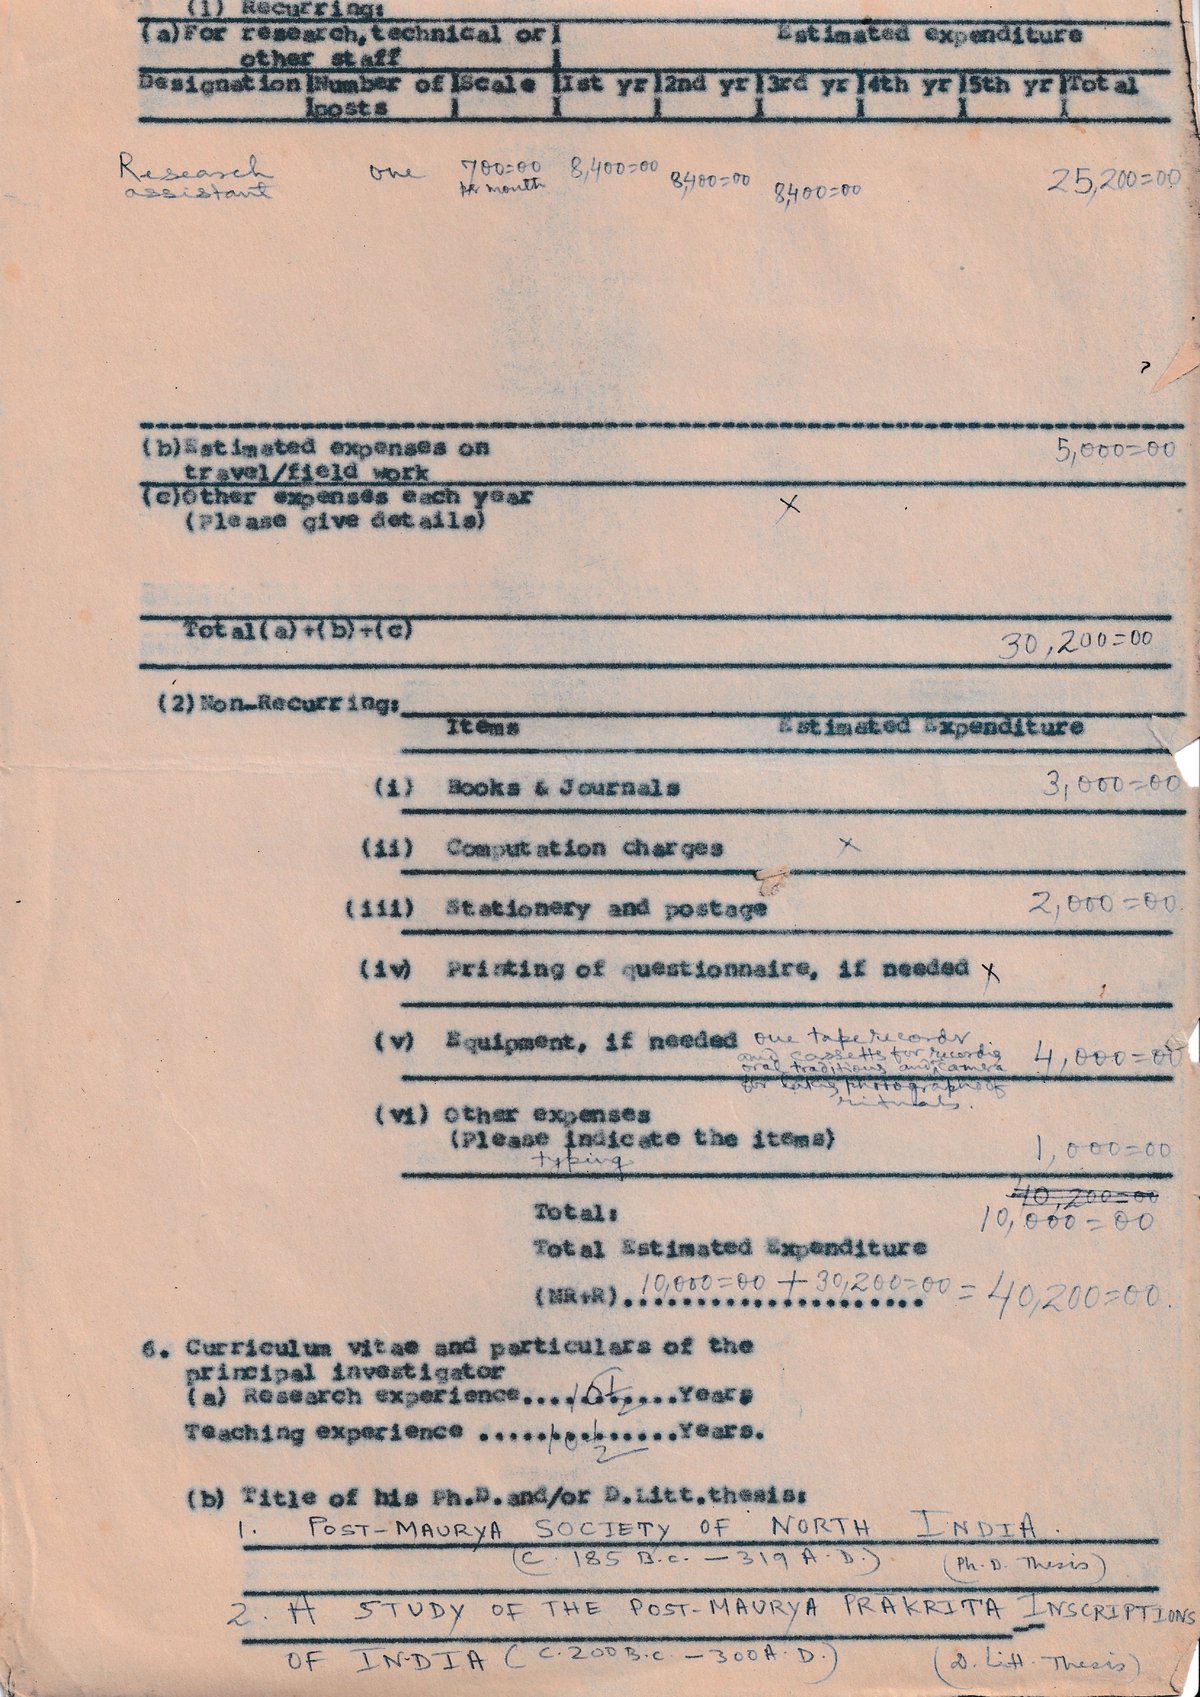 (1) Recurring:
(a)For research,technical or Estimated expenditure
other staff
Designation Number of Scale 1st yr 2nd yr 3rd yr 4th yr 5th yr Total
posts
Research one 700=00 8,400=00 8,400=00 8,400=00 25,200=00
assistant per month
?
(b)Estimated expenses on 5,000=00
travel/field work
(c)Other expenses each year x
(Please give details)
Total(a)+(b)+(c) 30,200=00
(2)Non-Recurring:
Items Estimated Expenditure
(i) Books & Journals 3,000=00
(ii) Computation charges x
(iii) Stationery and postage 2,000=00
(iv) Printing of questionnaire, if needed x
(v) Equipment, if needed one taperecorder
and cassetts for recordig 4,000=00
oral traditions and camera
for taking photographs of
rituals.
(vi) Other expenses
(Please indicate the items) 1,000=00
typing
40,200=00
Total: 10,000=00
Total Estimated Expenditure
(NR+R) 10,000=00 + 30,200=00 = 40,200=00.
6. Curriculum vitae and particulars of the
principal investigator
(a) Research experience..............Years
Teaching experience ..... 10½ .....Years.
(b) Title of his Ph.D.and/or D.Litt.thesis:
1. POST-MAURYA SOCIETY OF NORTH INDIA.
(C. 185 B.C. — 319 A.D.) (Ph.D. Thesis)
2. A STUDY OF THE POST-MAURYA PRAKRITA INSCRIPTIONS
OF INDIA (C. 200 B.C. — 300 A.D.) (D. Litt. Thesis)